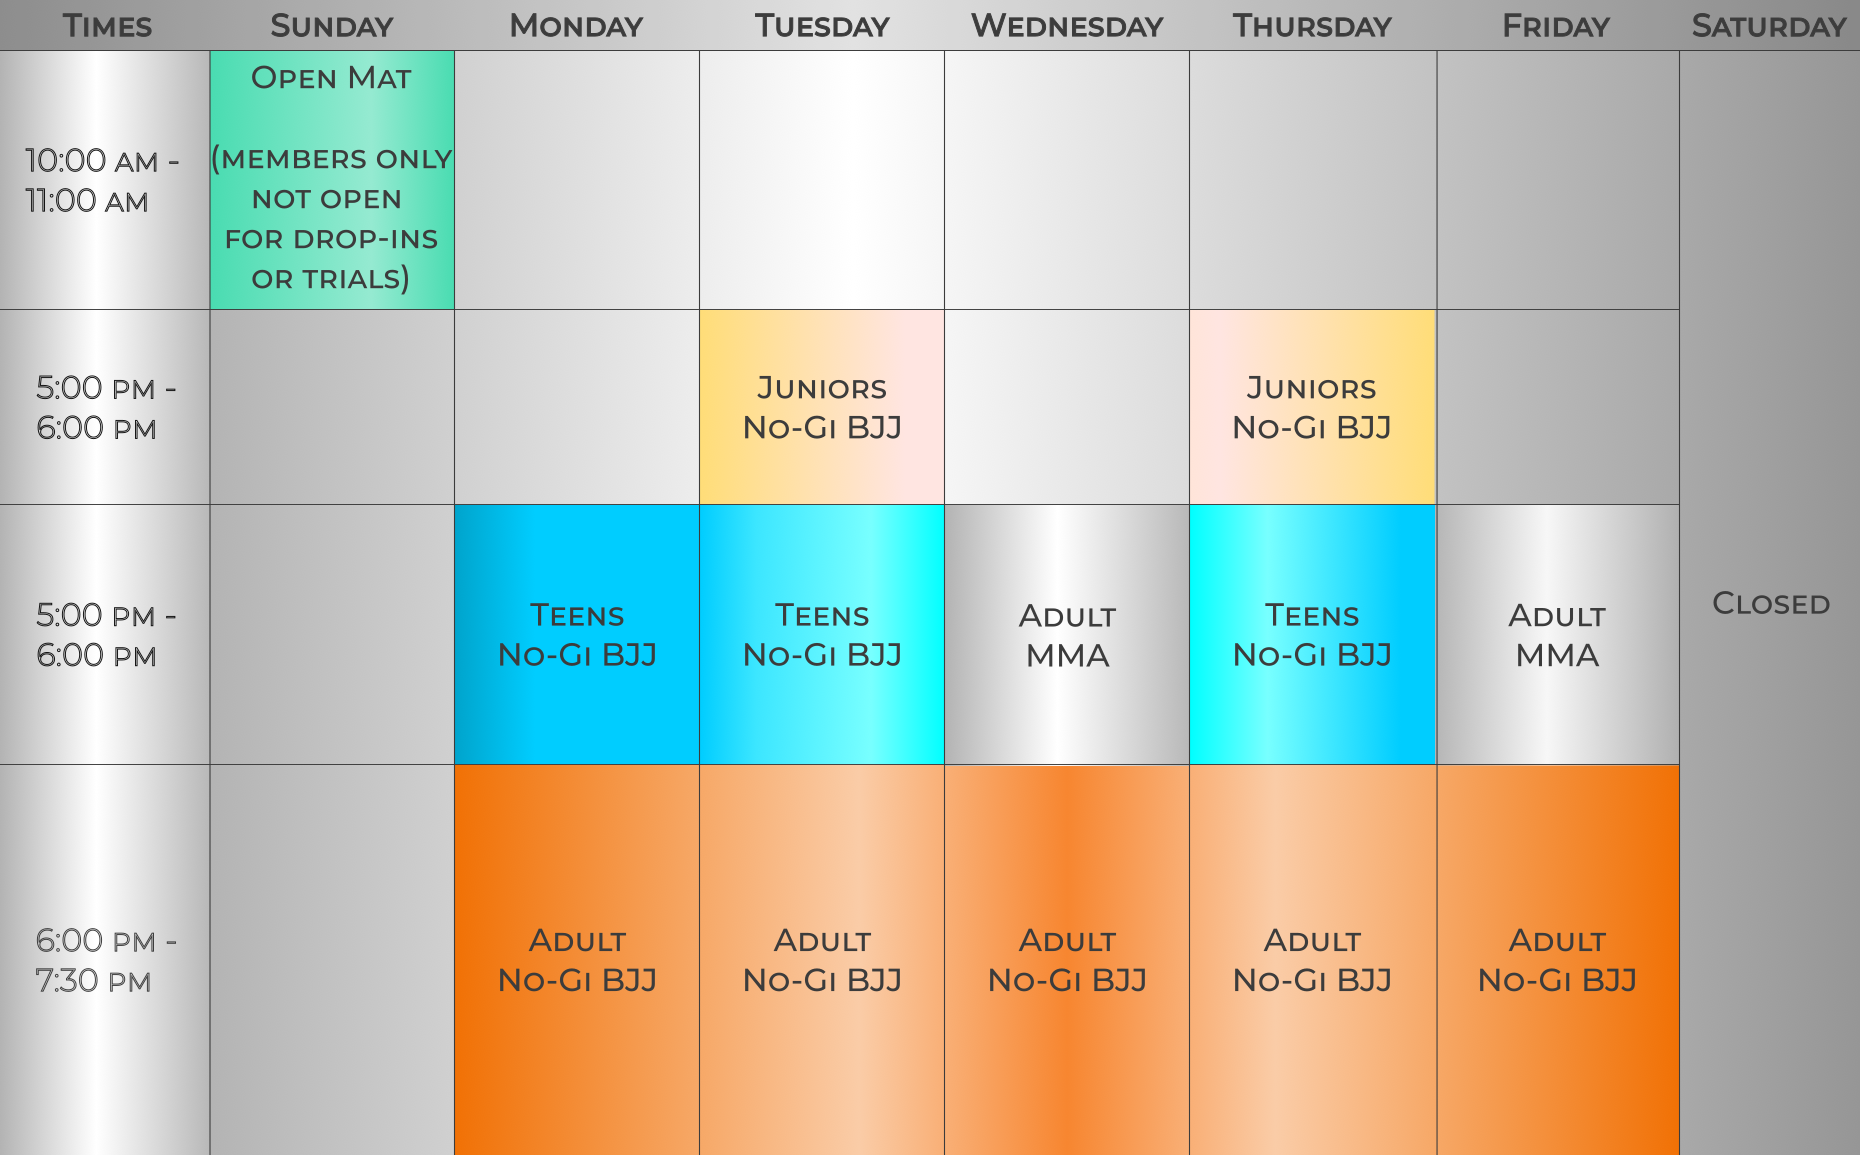 Times Sunday Monday Tuesday Wednesday Thursday Friday Saturday
10:00 am -
11:00 am
Open Mat
(members only
not open
for drop-ins
or trials)
5:00 pm -
6:00 pm
Juniors
No-Gi BJJ
Juniors
No-Gi BJJ
5:00 pm -
6:00 pm
Teens
No-Gi BJJ
Teens
No-Gi BJJ
Adult
MMA
Teens
No-Gi BJJ
Adult
MMA
Closed
6:00 pm -
7:30 pm
Adult
No-Gi BJJ
Adult
No-Gi BJJ
Adult
No-Gi BJJ
Adult
No-Gi BJJ
Adult
No-Gi BJJ